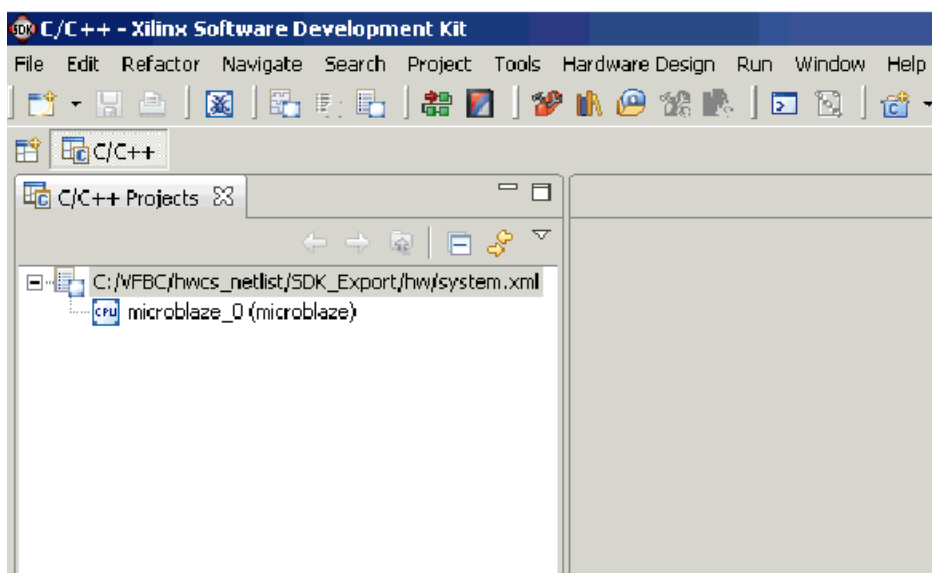 C/C++ - Xilinx Software Development Kit
File Edit Refactor Navigate Search Project Tools Hardware Design Run Window Help
C/C++
C/C++ Projects
C:/VFBC/hwcs_netlist/SDK_Export/hw/system.xml
microblaze_0 (microblaze)